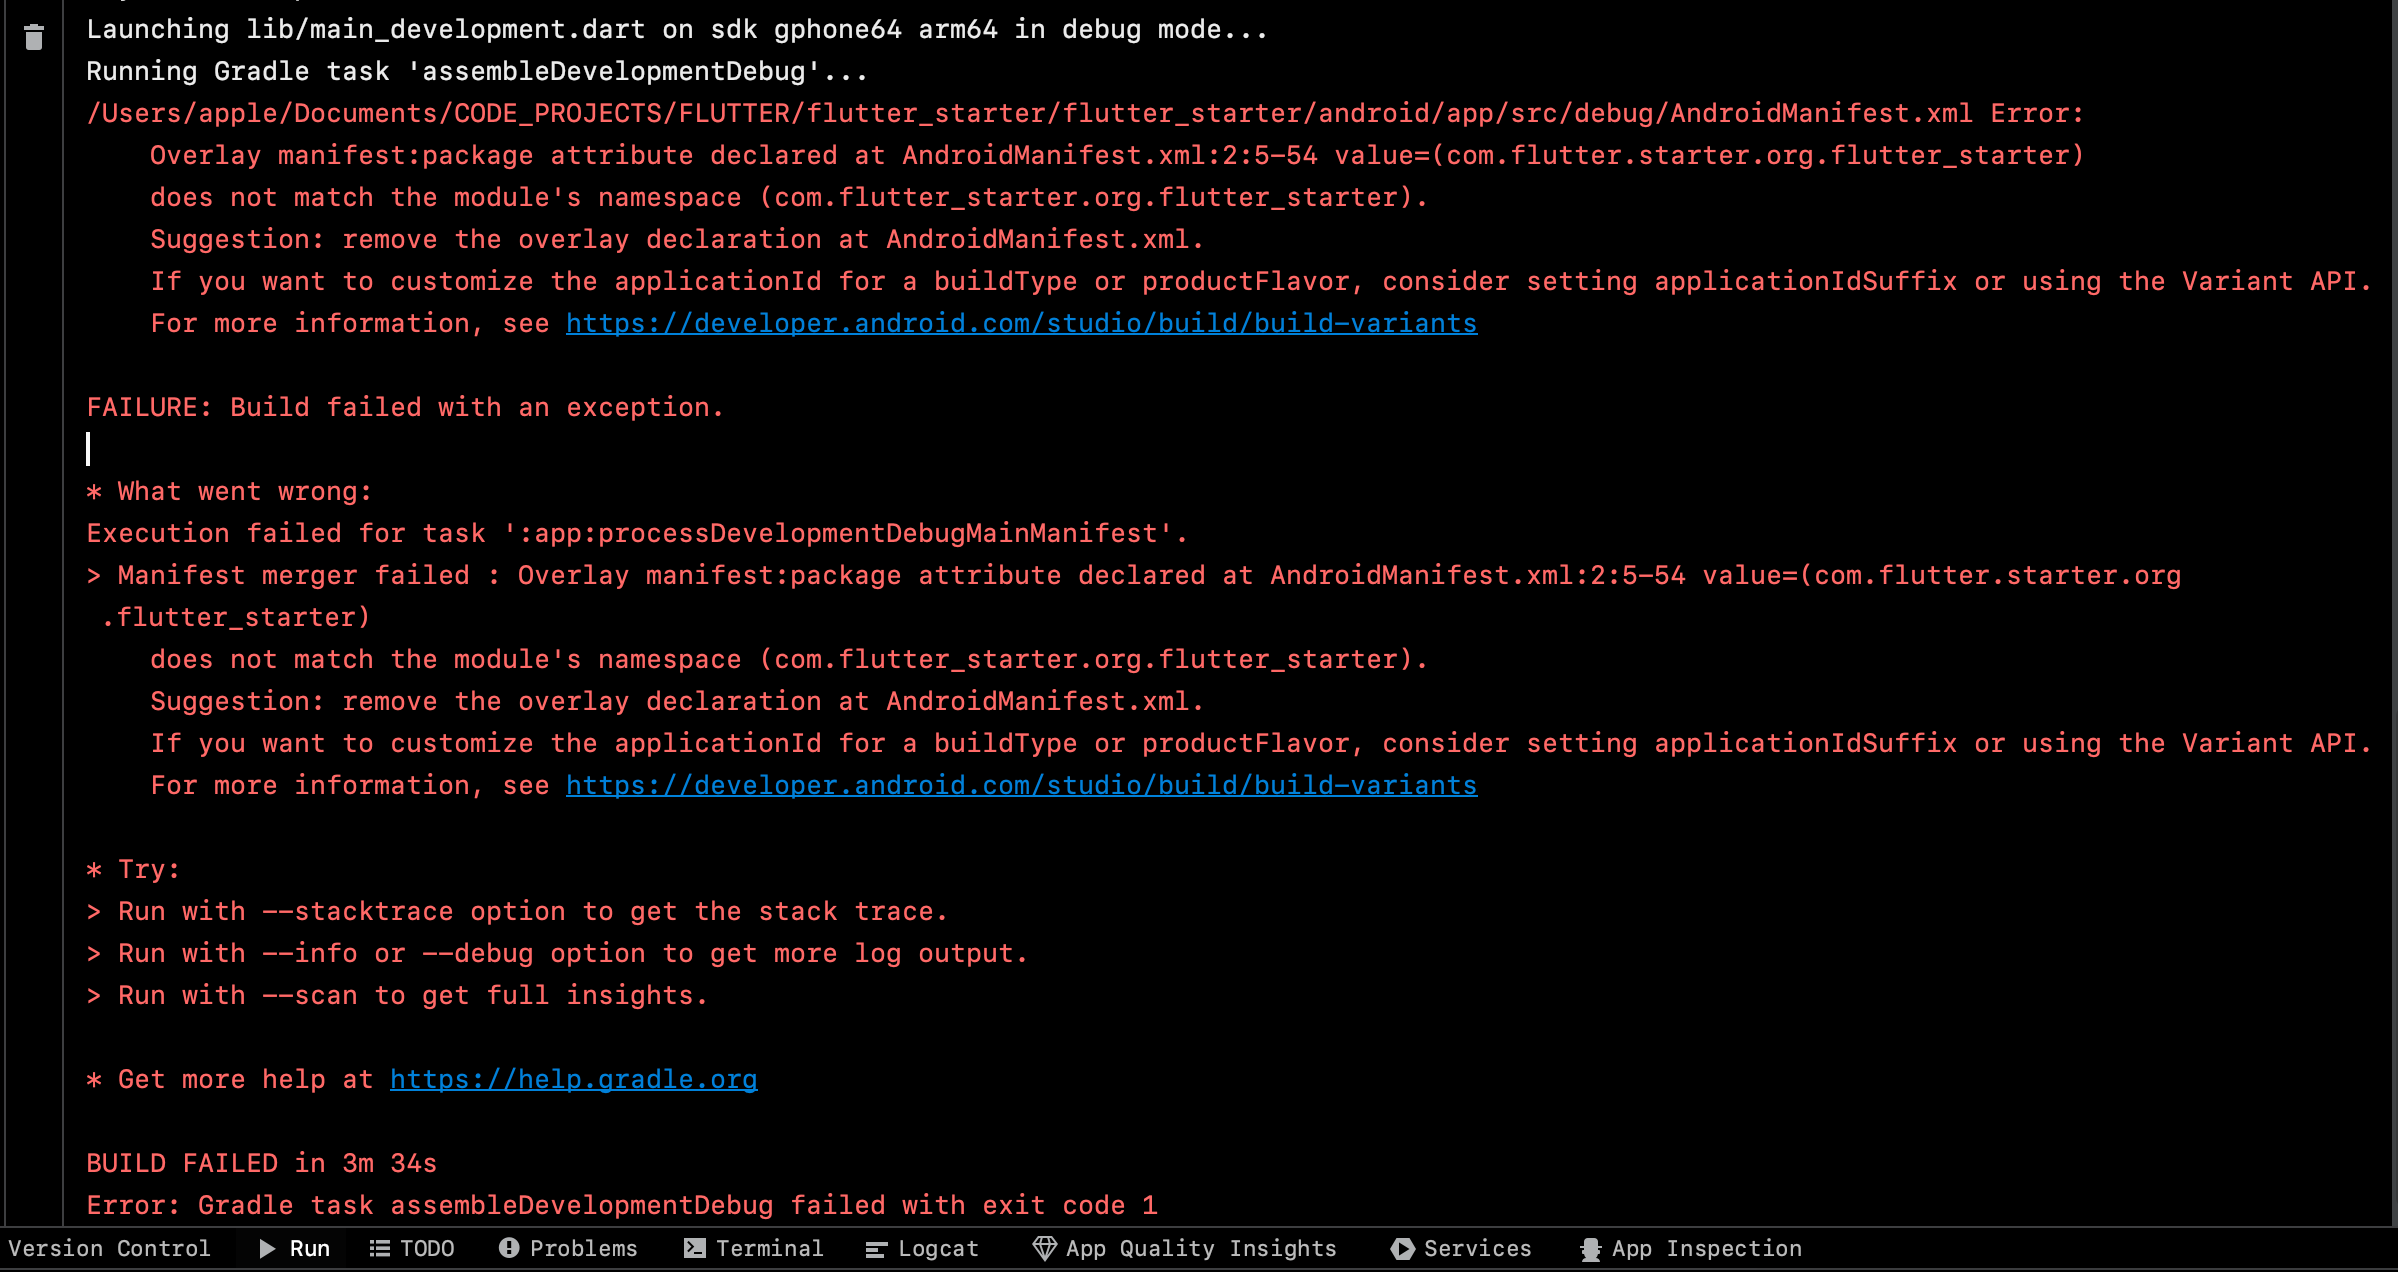 Launching lib/main_development.dart on sdk gphone64 arm64 in debug mode...
Running Gradle task 'assembleDevelopmentDebug'...
/Users/apple/Documents/CODE_PROJECTS/FLUTTER/flutter_starter/flutter_starter/android/app/src/debug/AndroidManifest.xml Error:
    Overlay manifest:package attribute declared at AndroidManifest.xml:2:5-54 value=(com.flutter.starter.org.flutter_starter)
    does not match the module's namespace (com.flutter_starter.org.flutter_starter).
    Suggestion: remove the overlay declaration at AndroidManifest.xml.
    If you want to customize the applicationId for a buildType or productFlavor, consider setting applicationIdSuffix or using the Variant API.
    For more information, see https://developer.android.com/studio/build/build-variants
FAILURE: Build failed with an exception.
* What went wrong:
Execution failed for task ':app:processDevelopmentDebugMainManifest'.
> Manifest merger failed : Overlay manifest:package attribute declared at AndroidManifest.xml:2:5-54 value=(com.flutter.starter.org
 .flutter_starter)
    does not match the module's namespace (com.flutter_starter.org.flutter_starter).
    Suggestion: remove the overlay declaration at AndroidManifest.xml.
    If you want to customize the applicationId for a buildType or productFlavor, consider setting applicationIdSuffix or using the Variant API.
    For more information, see https://developer.android.com/studio/build/build-variants
* Try:
> Run with --stacktrace option to get the stack trace.
> Run with --info or --debug option to get more log output.
> Run with --scan to get full insights.
* Get more help at https://help.gradle.org
BUILD FAILED in 3m 34s
Error: Gradle task assembleDevelopmentDebug failed with exit code 1
Version Control Run TODO Problems Terminal Logcat App Quality Insights Services App Inspection